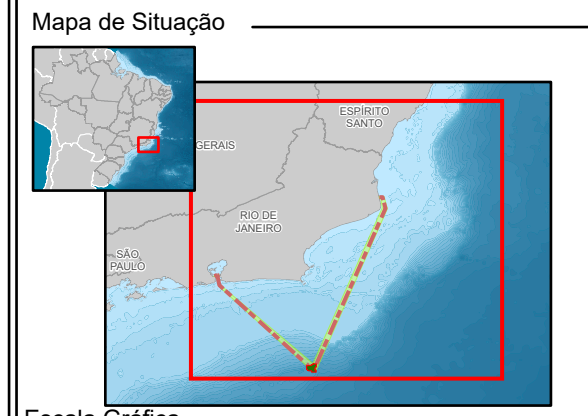 Mapa de Situação
ESPÍRITO
SANTO
GERAIS
RIO DE
JANEIRO
SÃO
PAULO
Escala Gráfica